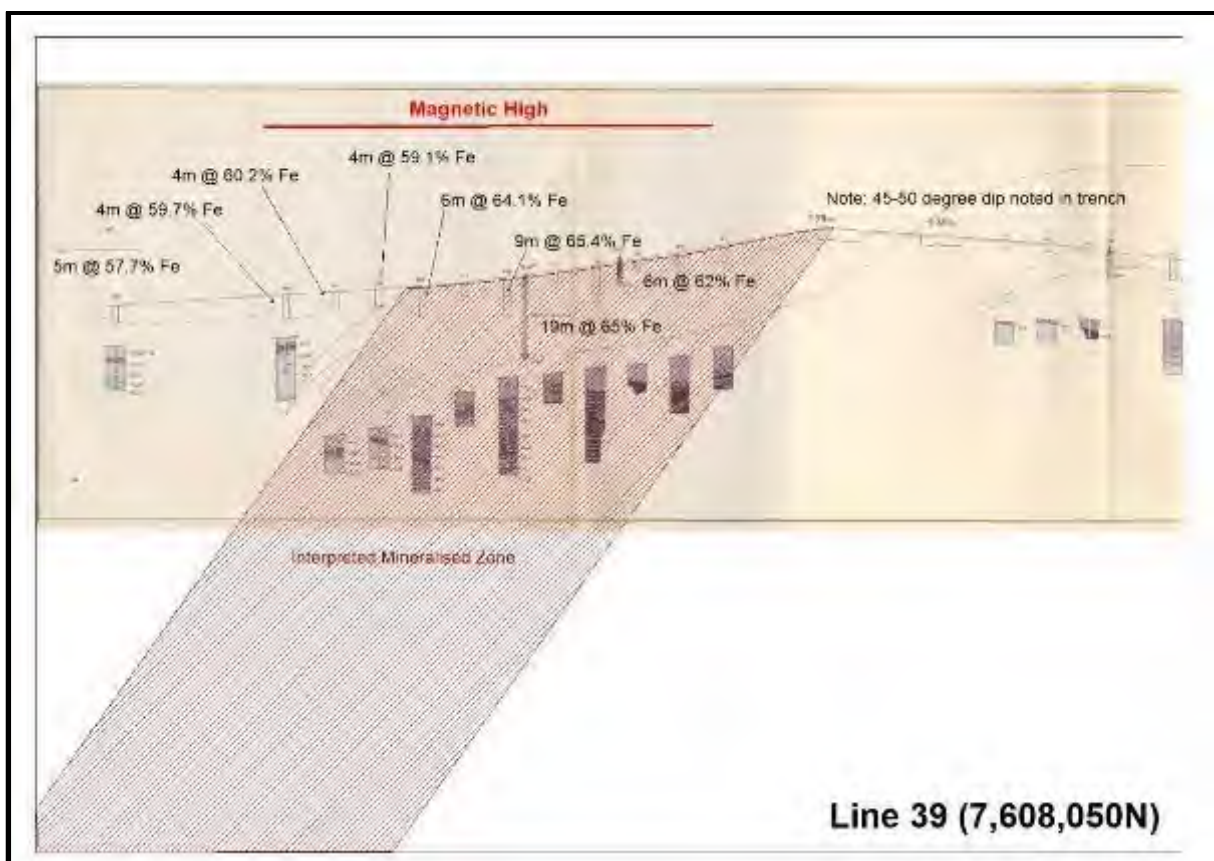 Magnetic High
4m @ 59.1% Fe
4m @ 60.2% Fe
4m @ 59.7% Fe
5m @ 57.7% Fe
6m @ 64.1% Fe
9m @ 65.4% Fe
6m @ 62% Fe
19m @ 65% Fe
Note: 45-50 degree dip noted in trench
Interpreted Mineralised Zone
Line 39 (7,608,050N)